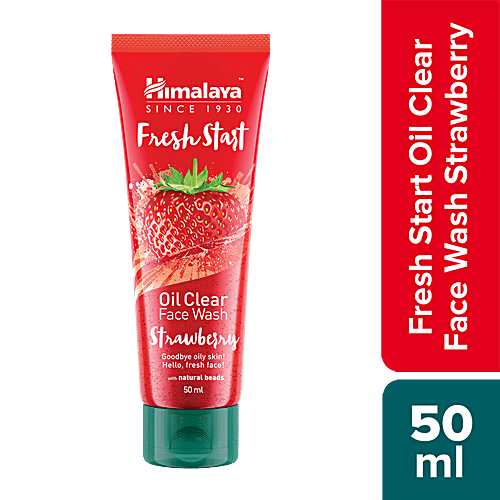 Himalaya™
SINCE 1930
Fresh Start
Oil Clear
Face Wash
Strawberry
Goodbye oily skin!
Hello, fresh face!
with natural beads
50 ml
Fresh Start Oil Clear
Face Wash Strawberry
50
ml